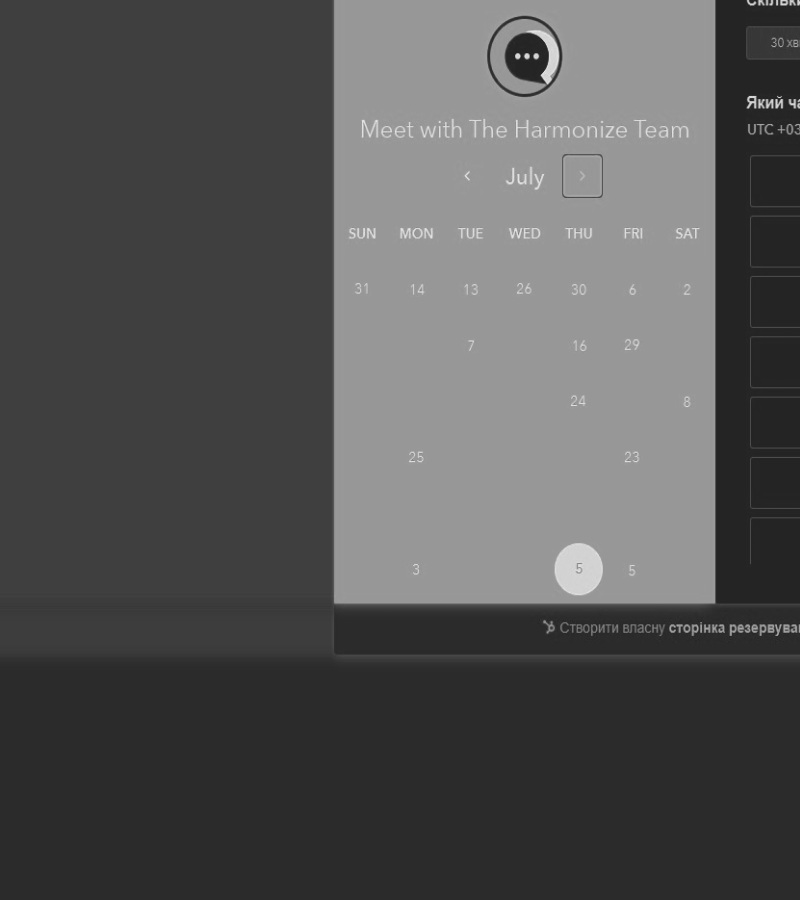 Meet with The Harmonize Team
July
SUN MON TUE WED THU FRI SAT
31 14 13 26 30 6 2
7 16 29
24 8
25 23
3 5 5
Скільки
30 хв
Який ча
UTC +03
Створити власну сторінка резервува